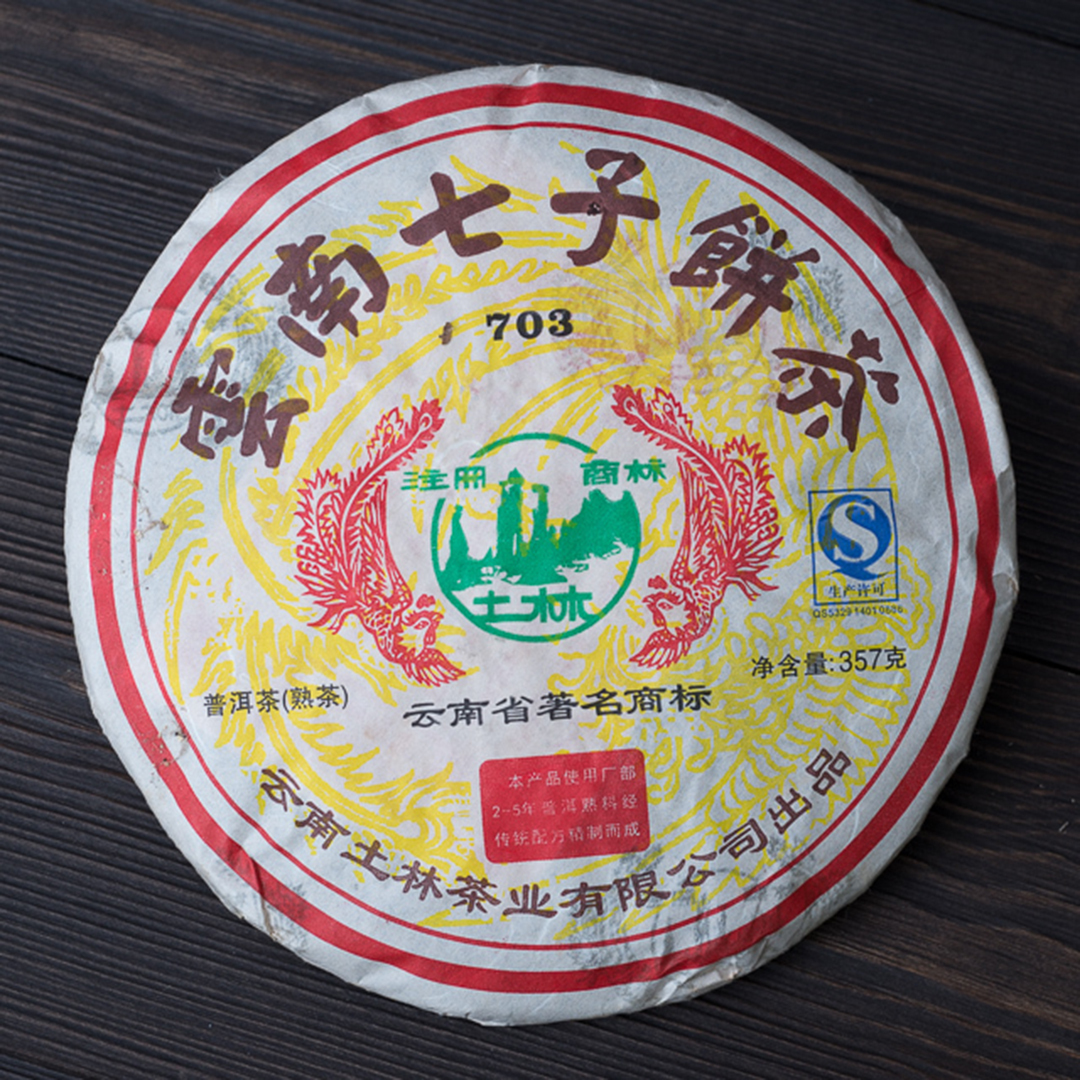 雲南七子餅茶
703
注册 商林
土林
生产许可
QS5329 1401 0686
净含量:357克
普洱茶(熟茶)
云南省著名商标
本产品使用厂部
2-5年普洱熟料经
传统配方精制而成
云南土林茶业有限公司出品